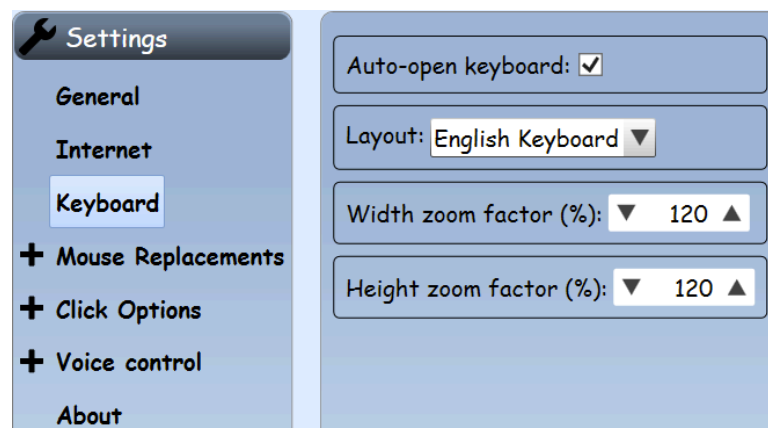 Settings
General
Internet
Keyboard
Mouse Replacements
Click Options
Voice control
About
Auto-open keyboard:
Layout: English Keyboard
Width zoom factor (%): 120
Height zoom factor (%): 120